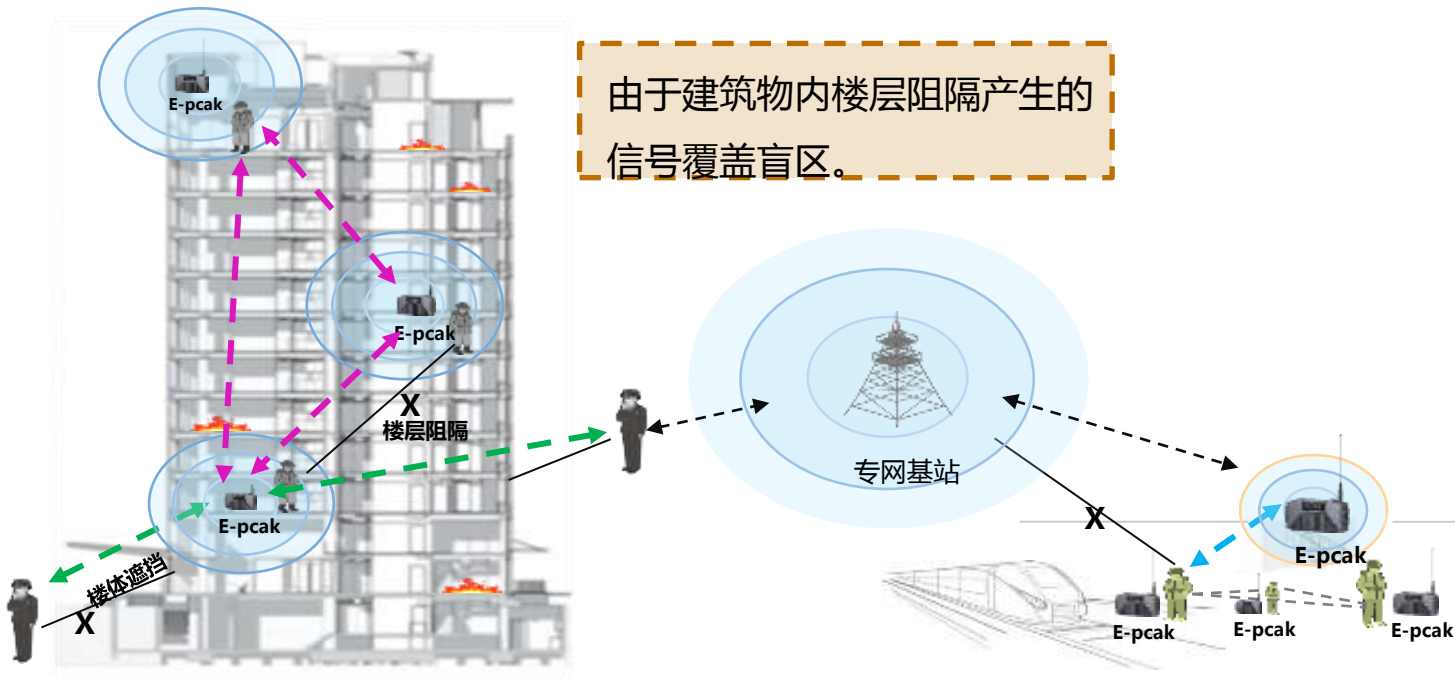 E-pcak
由于建筑物内楼层阻隔产生的
信号覆盖盲区。
E-pcak
X
楼层阻隔
专网基站
E-pcak
X
E-pcak
楼体遮挡
X
E-pcak
E-pcak
E-pcak